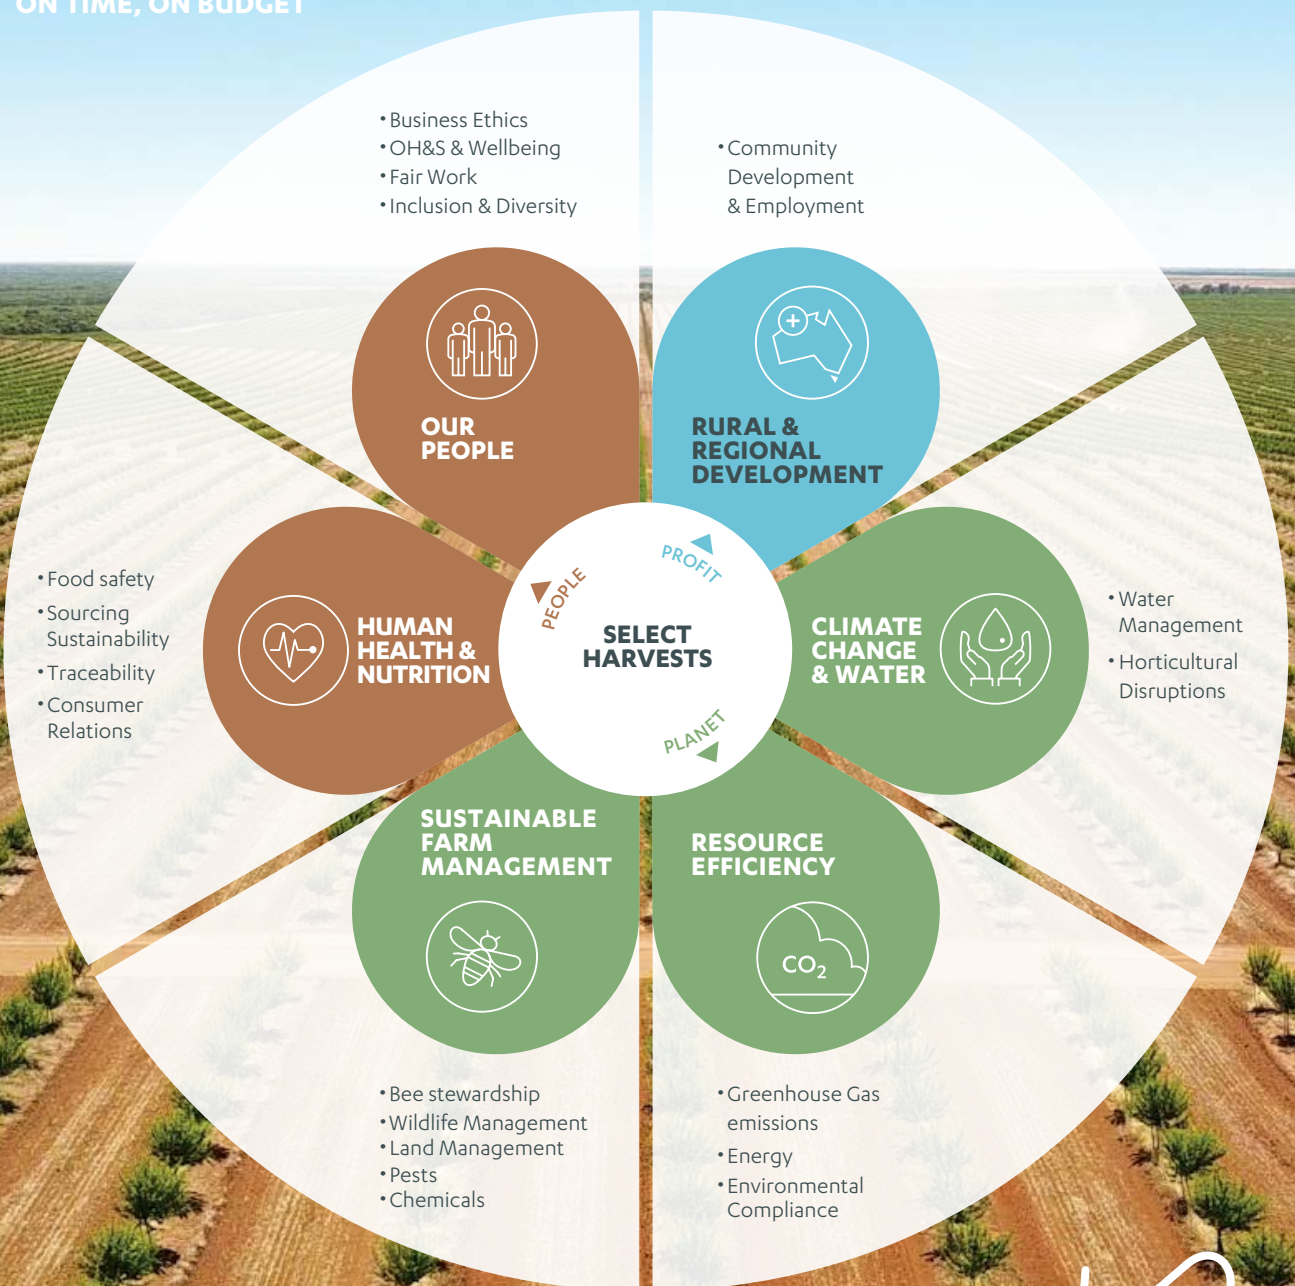 ON TIME, ON BUDGET
• Business Ethics
• OH&S & Wellbeing
• Fair Work
• Inclusion & Diversity
• Community
Development
& Employment
OUR
PEOPLE
RURAL &
REGIONAL
DEVELOPMENT
• Food safety
• Sourcing
Sustainability
• Traceability
• Consumer
Relations
HUMAN
HEALTH &
NUTRITION
PEOPLE
PROFIT
SELECT
HARVESTS
PLANET
CLIMATE
CHANGE
& WATER
• Water
Management
• Horticultural
Disruptions
SUSTAINABLE
FARM
MANAGEMENT
RESOURCE
EFFICIENCY
CO₂
• Bee stewardship
• Wildlife Management
• Land Management
• Pests
• Chemicals
• Greenhouse Gas
emissions
• Energy
• Environmental
Compliance